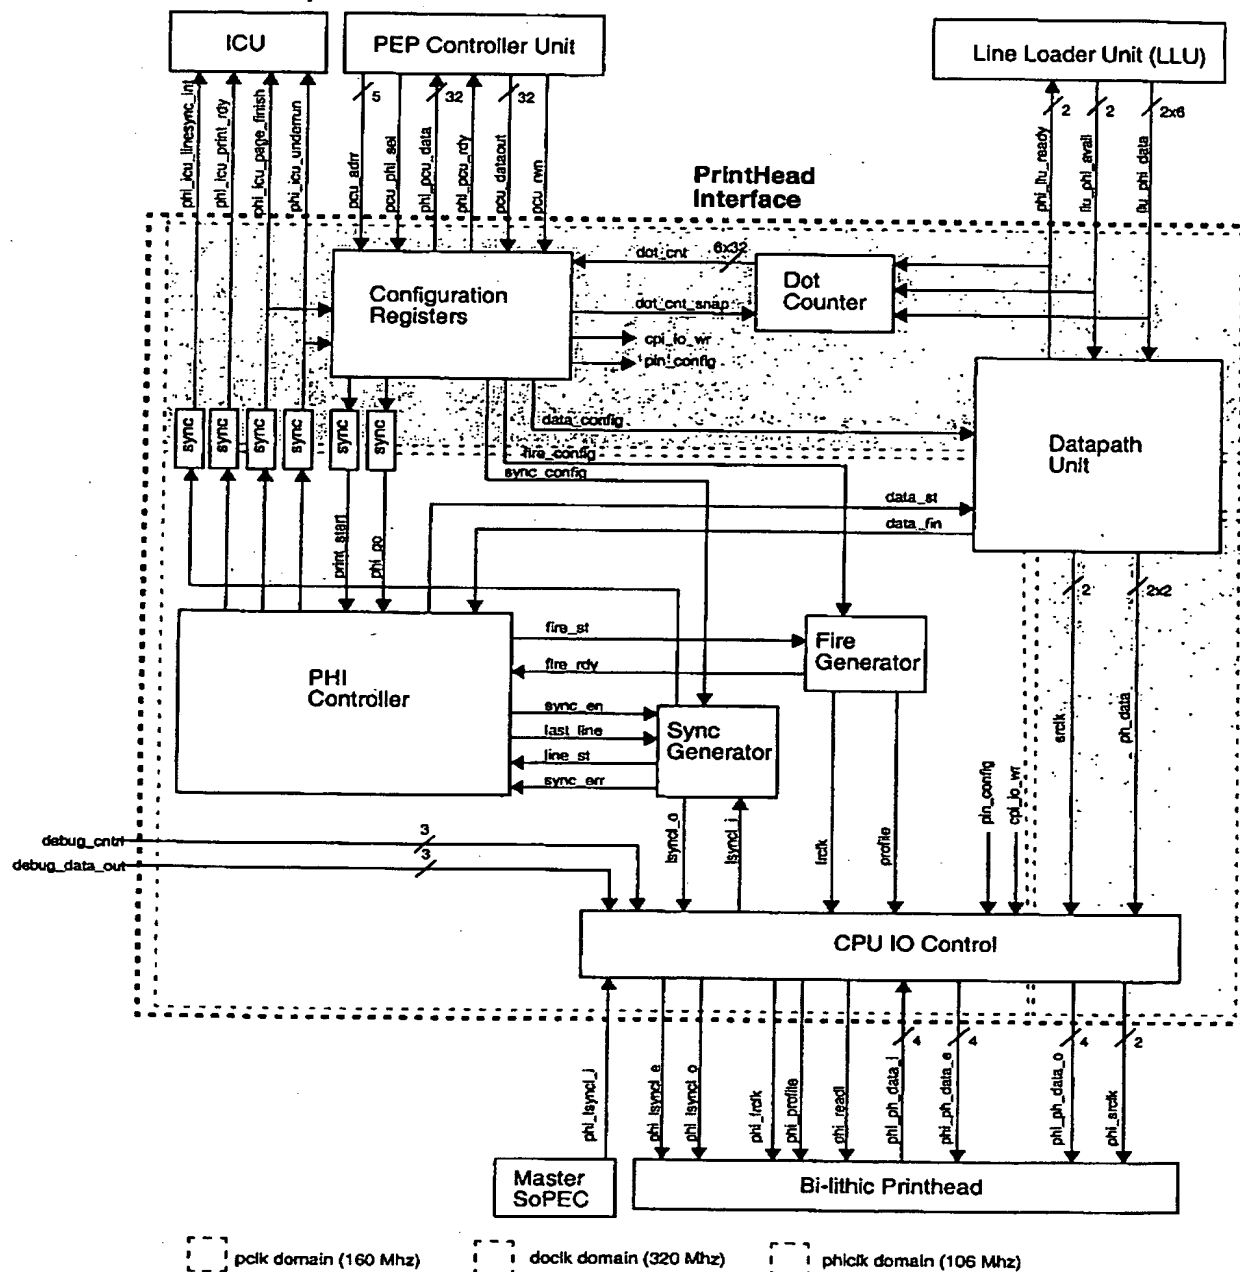 ICU
PEP Controller Unit
Line Loader Unit (LLU)
phi_icu_linesync_int
phi_icu_print_rdy
phi_icu_page_finish
phi_icu_underrun
5
pcu_adrr
pcu_phi_sel
32
phi_pcu_data
phi_pcu_rdy
32
pcu_dataout
pcu_rwn
2
phi_llu_ready
2
llu_phi_avail
2x6
llu_phi_data
PrintHead
Interface
Configuration
Registers
dot_cnt
6x32
dot_cnt_snap
Dot
Counter
cpi_io_wr
pin_config
sync
sync
sync
sync
sync
sync
data_config
fire_config
sync_config
Datapath
Unit
data_st
data_fin
print_start
phi_go
2
2x2
PHI
Controller
fire_st
fire_rdy
Fire
Generator
sync_en
last_line
line_st
sync_err
Sync
Generator
srclk
ph_data
debug_cntrl
3
debug_data_out
3
lsyncl_o
lsyncl_i
frclk
profile
pin_config
cpi_io_wr
CPU IO Control
phi_lsyncl_i
phi_lsyncl_e
phi_lsyncl_o
phi_frclk
phi_profile
phi_readl
4
phi_ph_data_i
4
phi_ph_data_e
4
phi_ph_data_o
2
phi_srclk
Master
SoPEC
Bi-lithic Printhead
pclk domain (160 Mhz)
doclk domain (320 Mhz)
phiclk domain (106 Mhz)